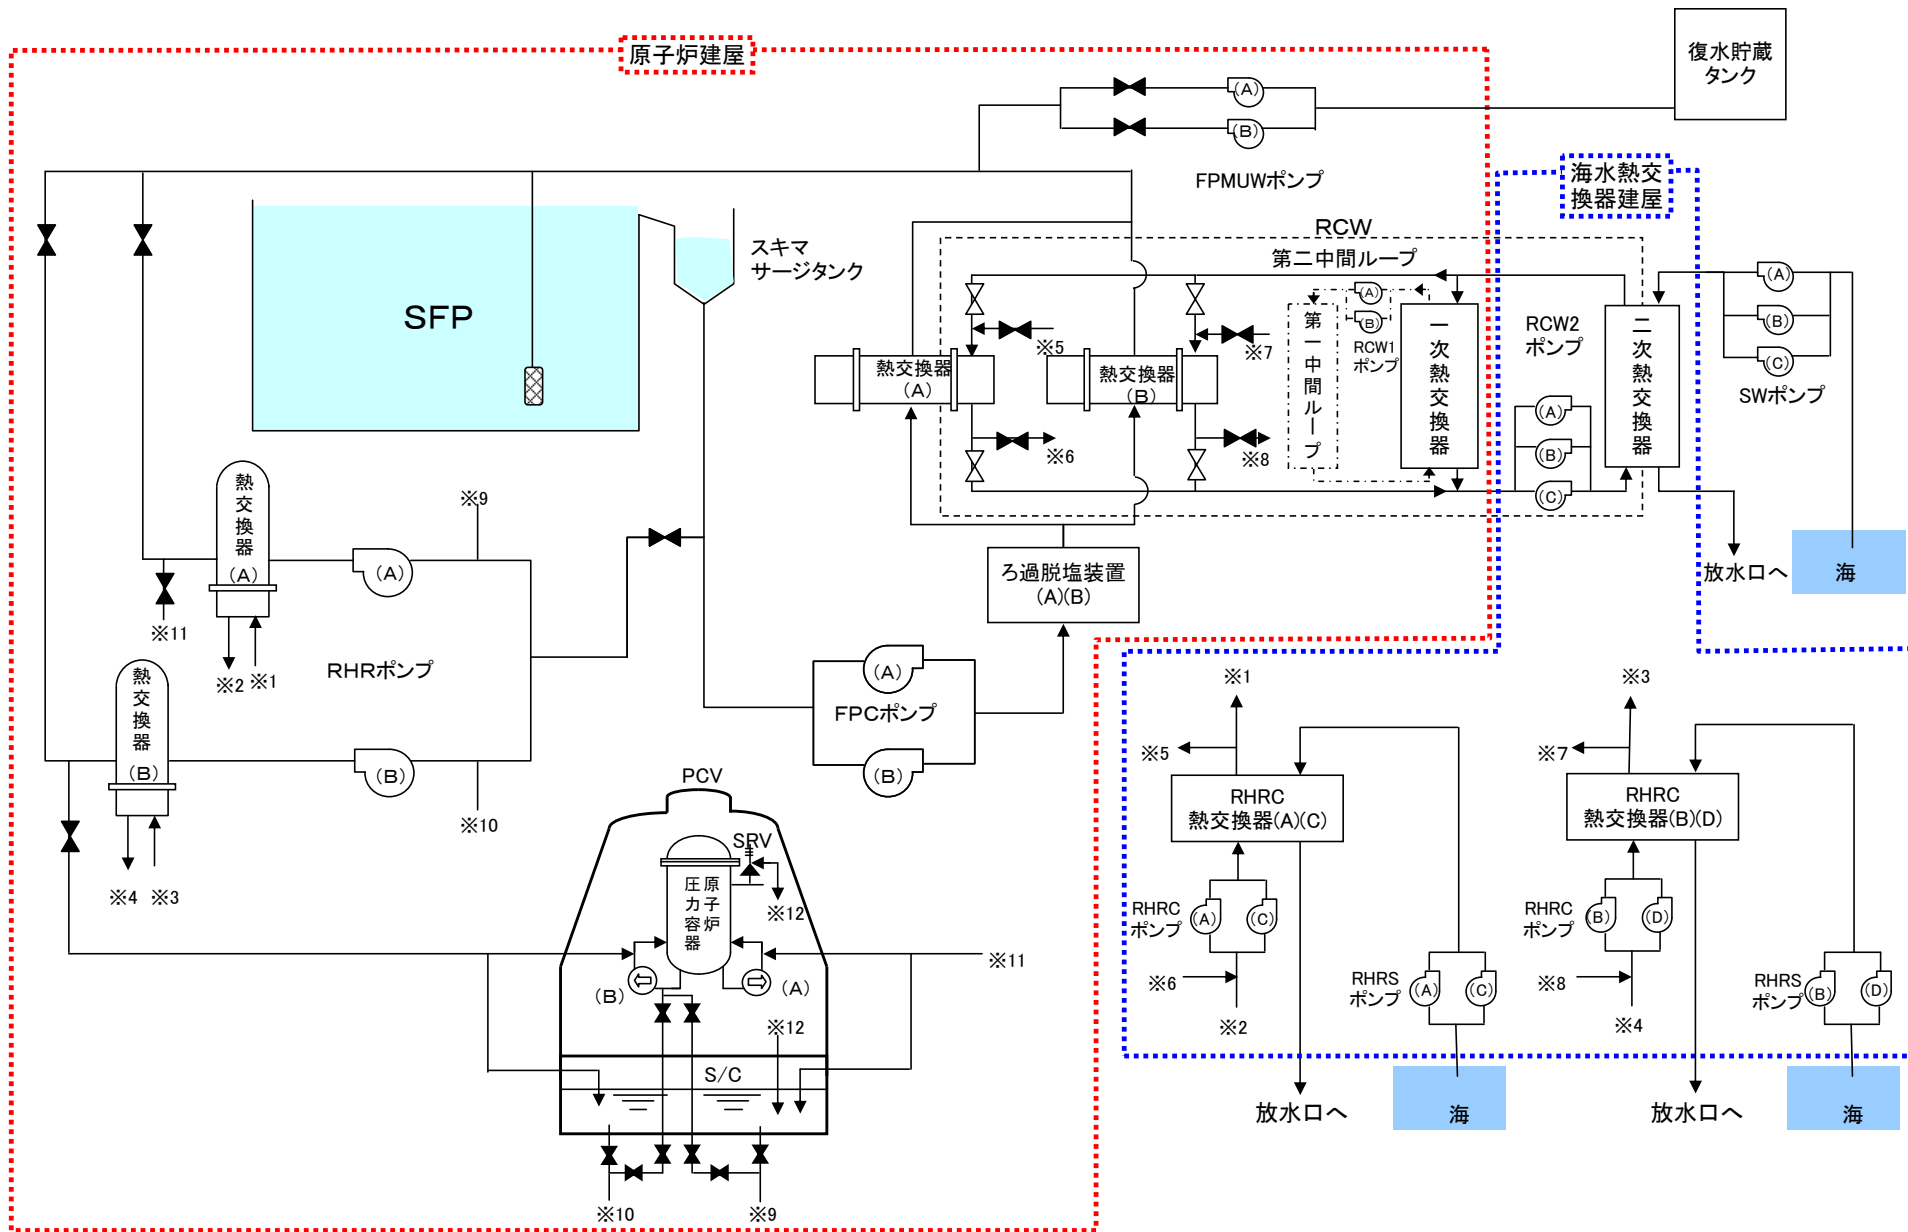 原子炉建屋
復水貯蔵
タンク
(A)
(B)
FPMUWポンプ
海水熱交
換器建屋
スキマ
サージタンク
SFP
RCW
第二中間ループ
※5
※7
熱交換器
(A)
熱交換器
(B)
※6
※8
第一中間ループ
(A)
(B)
RCW1
ポンプ
一次熱交換器
RCW2
ポンプ
(A)
(B)
(C)
二次熱交換器
(A)
(B)
(C)
SWポンプ
放水口へ
海
熱交換器
(A)
(A)
※9
※11
※2
※1
RHRポンプ
熱交換器
(B)
(B)
※10
※4
※3
ろ過脱塩装置
(A)(B)
(A)
FPCポンプ
(B)
PCV
SRV
原子炉
圧力容器
※12
(B)
(A)
※11
※12
S/C
※10
※9
※1
※5
RHRC
熱交換器(A)(C)
RHRC
ポンプ
(A)
(C)
※6
※2
RHRS
ポンプ
(A)
(C)
放水口へ
海
※3
※7
RHRC
熱交換器(B)(D)
RHRC
ポンプ
(B)
(D)
※8
※4
RHRS
ポンプ
(B)
(D)
放水口へ
海